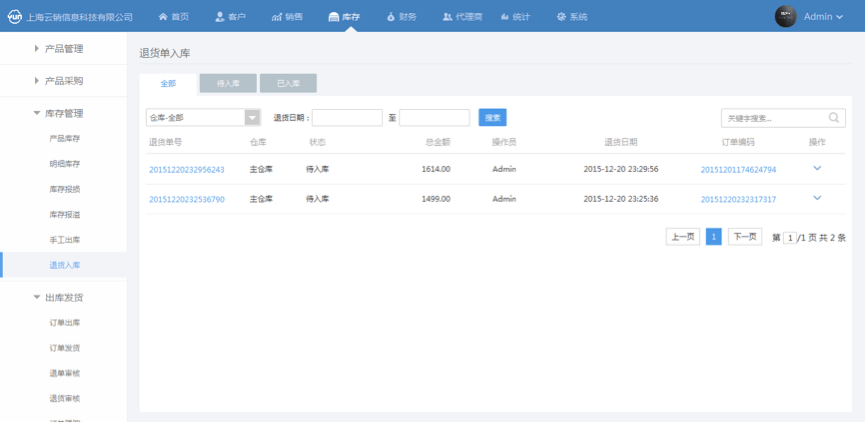 yun 上海云销信息科技有限公司 首页 客户 销售 库存 财务 代理商 统计 系统 Admin
产品管理
产品采购
库存管理
产品库存
明细库存
库存报损
库存报溢
手工出库
退货入库
出库发货
订单出库
订单发货
退单审核
退货审核
退货单入库
全部 待入库 已入库
仓库-全部 退货日期： 至 搜索 关键字搜索...
退货单号 仓库 状态 总金额 操作员 退货日期 订单编码 操作
20151220232956243 主仓库 待入库 1614.00 Admin 2015-12-20 23:29:56 20151201174624794
20151220232536790 主仓库 待入库 1499.00 Admin 2015-12-20 23:25:36 20151220232317317
上一页 1 下一页 第 1 /1 页 共 2 条